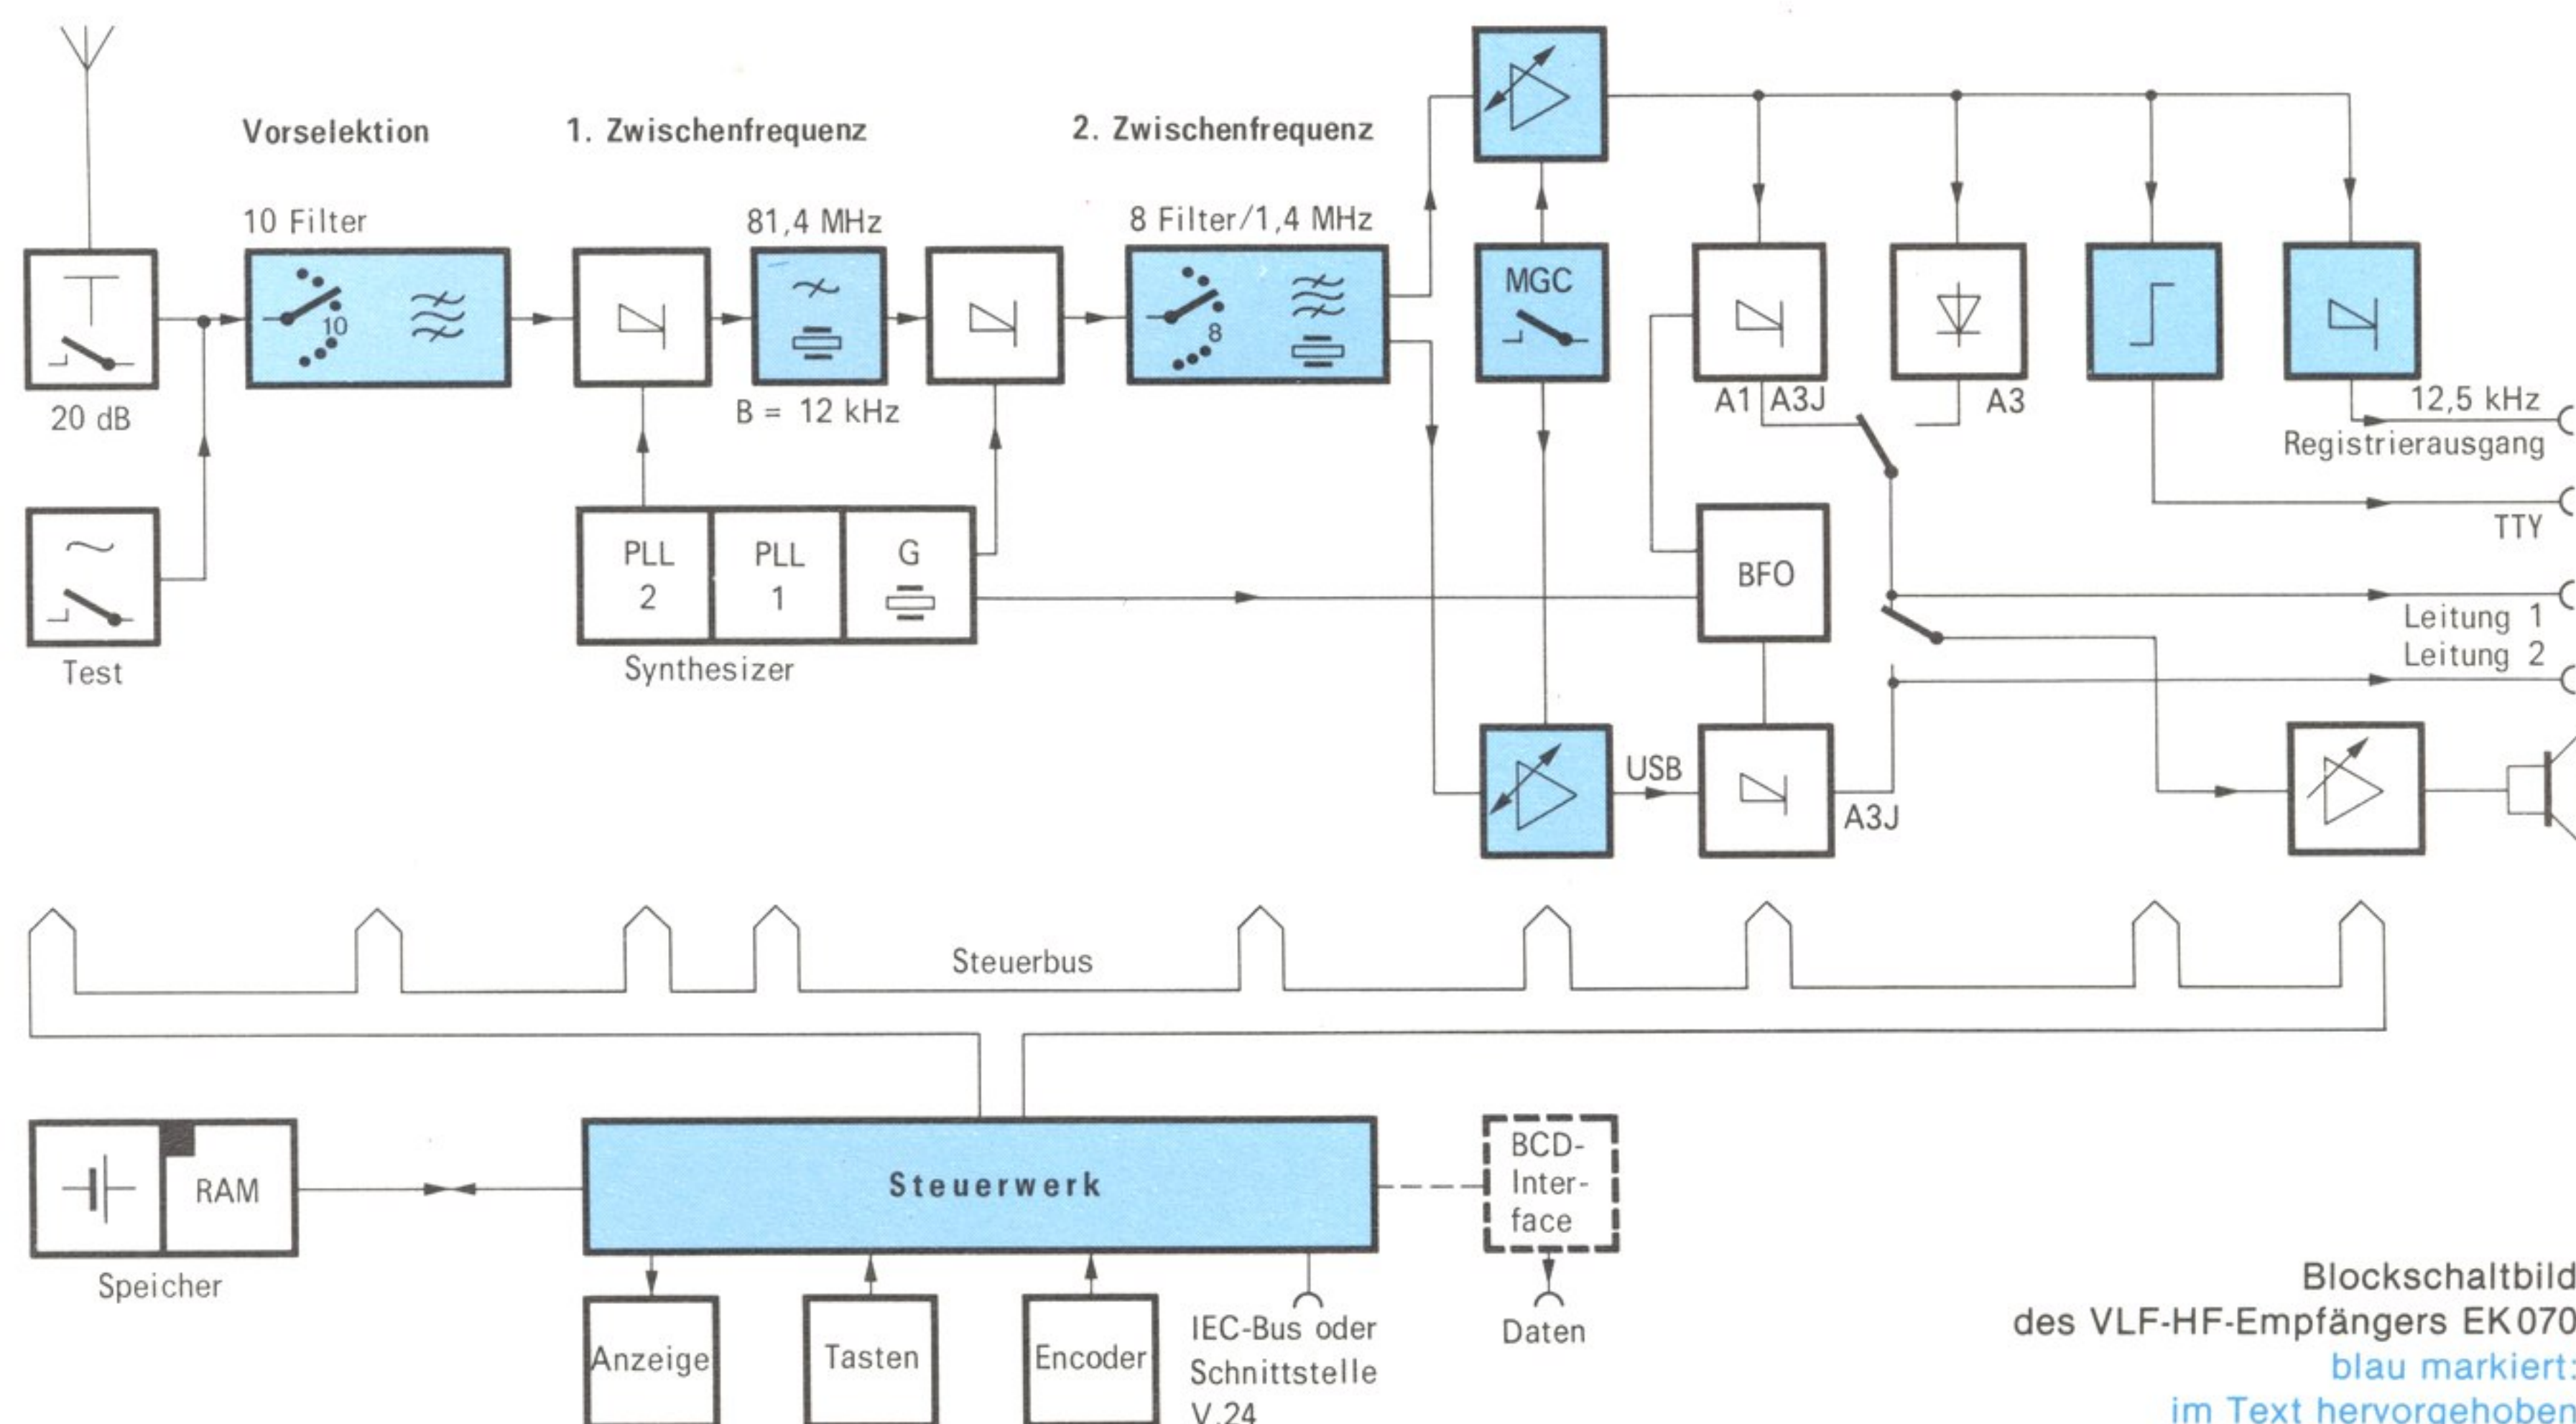 Vorselektion
1. Zwischenfrequenz
2. Zwischenfrequenz
10 Filter
81,4 MHz
8 Filter/1,4 MHz
10
8
MGC
20 dB
B = 12 kHz
A1
A3J
A3
12,5 kHz
Registrierausgang
PLL
2
PLL
1
G
BFO
TTY
Test
Synthesizer
Leitung 1
Leitung 2
USB
A3J
Steuerbus
RAM
Steuerwerk
BCD-
Inter-
face
Speicher
Anzeige
Tasten
Encoder
IEC-Bus oder
Schnittstelle
V.24
Daten
Blockschaltbild
des VLF-HF-Empfängers EK 070
blau markiert:
im Text hervorgehoben